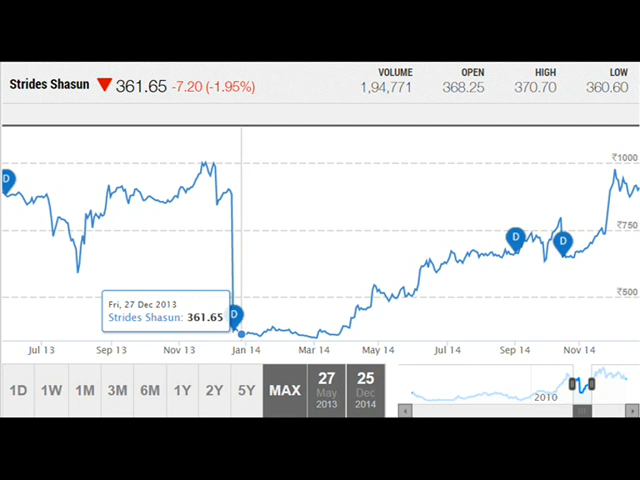 Strides Shasun 361.65 -7.20 (-1.95%)
VOLUME OPEN HIGH LOW
1,94,771 368.25 370.70 360.60
₹1000
D
₹750
D D
₹500
Fri, 27 Dec 2013
Strides Shasun: 361.65
D
Jul 13 Sep 13 Nov 13 Jan 14 Mar 14 May 14 Jul 14 Sep 14 Nov 14
1D 1W 1M 3M 6M 1Y 2Y 5Y MAX
27 May 2013
25 Dec 2014
2010